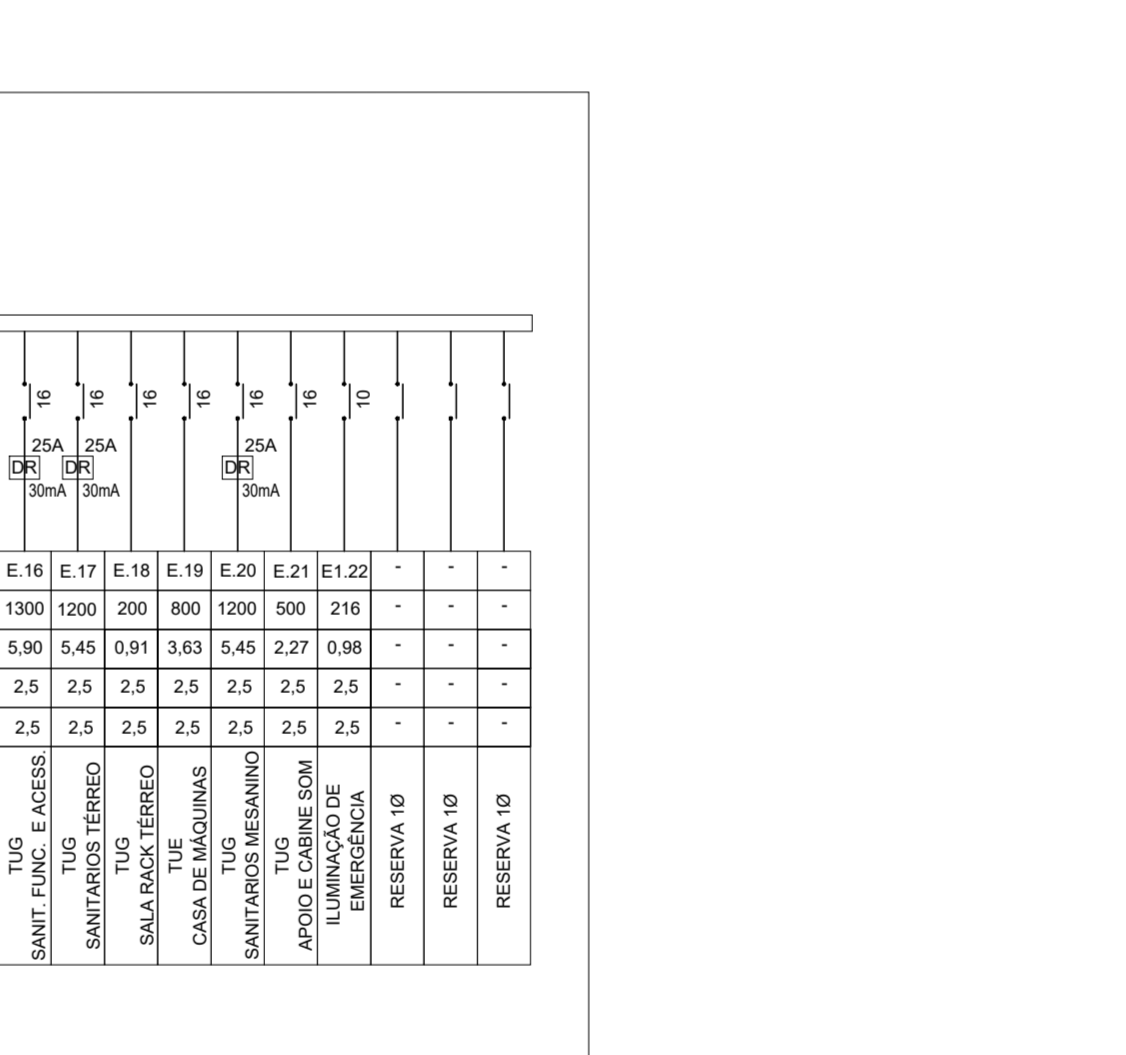 16 16 16 16 16 16 10
25A 25A 25A
DR DR DR
30mA 30mA 30mA
E.16 E.17 E.18 E.19 E.20 E.21 E1.22 - - -
1300 1200 200 800 1200 500 216 - - -
5,90 5,45 0,91 3,63 5,45 2,27 0,98 - - -
2,5 2,5 2,5 2,5 2,5 2,5 2,5 - - -
2,5 2,5 2,5 2,5 2,5 2,5 2,5 - - -
TUG
SANIT. FUNC. E ACESS.
TUG
SANITARIOS TÉRREO
TUG
SALA RACK TÉRREO
TUE
CASA DE MÁQUINAS
TUG
SANITARIOS MESANINO
TUG
APOIO E CABINE SOM
ILUMINAÇÃO DE
EMERGÊNCIA
RESERVA 1Ø
RESERVA 1Ø
RESERVA 1Ø